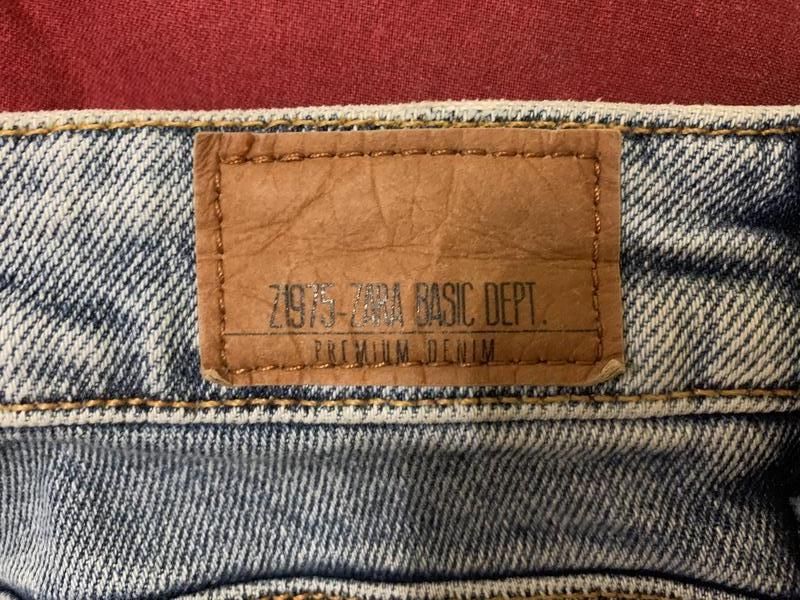 Z1975-ZARA BASIC DEPT.
PREMIUM DENIM